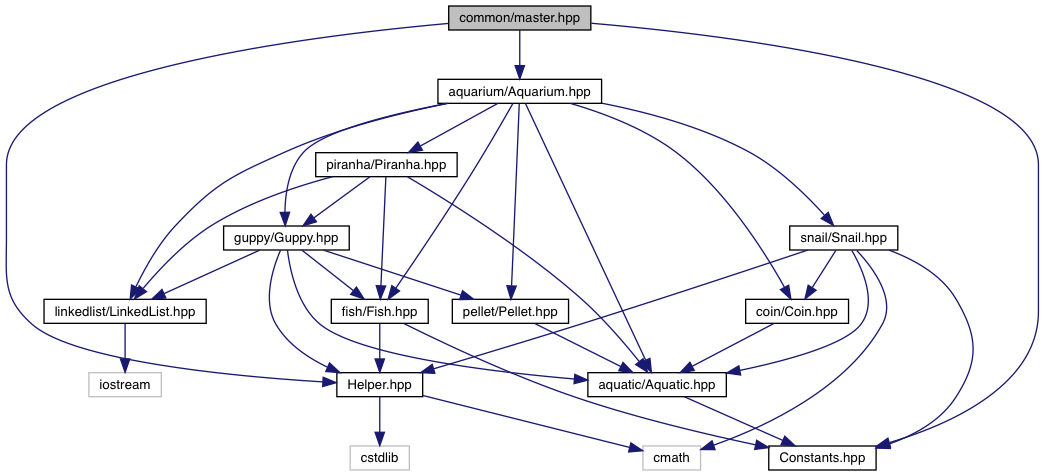 common/master.hpp
aquarium/Aquarium.hpp
piranha/Piranha.hpp
guppy/Guppy.hpp
snail/Snail.hpp
linkedlist/LinkedList.hpp
fish/Fish.hpp
pellet/Pellet.hpp
coin/Coin.hpp
iostream
Helper.hpp
aquatic/Aquatic.hpp
cstdlib
cmath
Constants.hpp